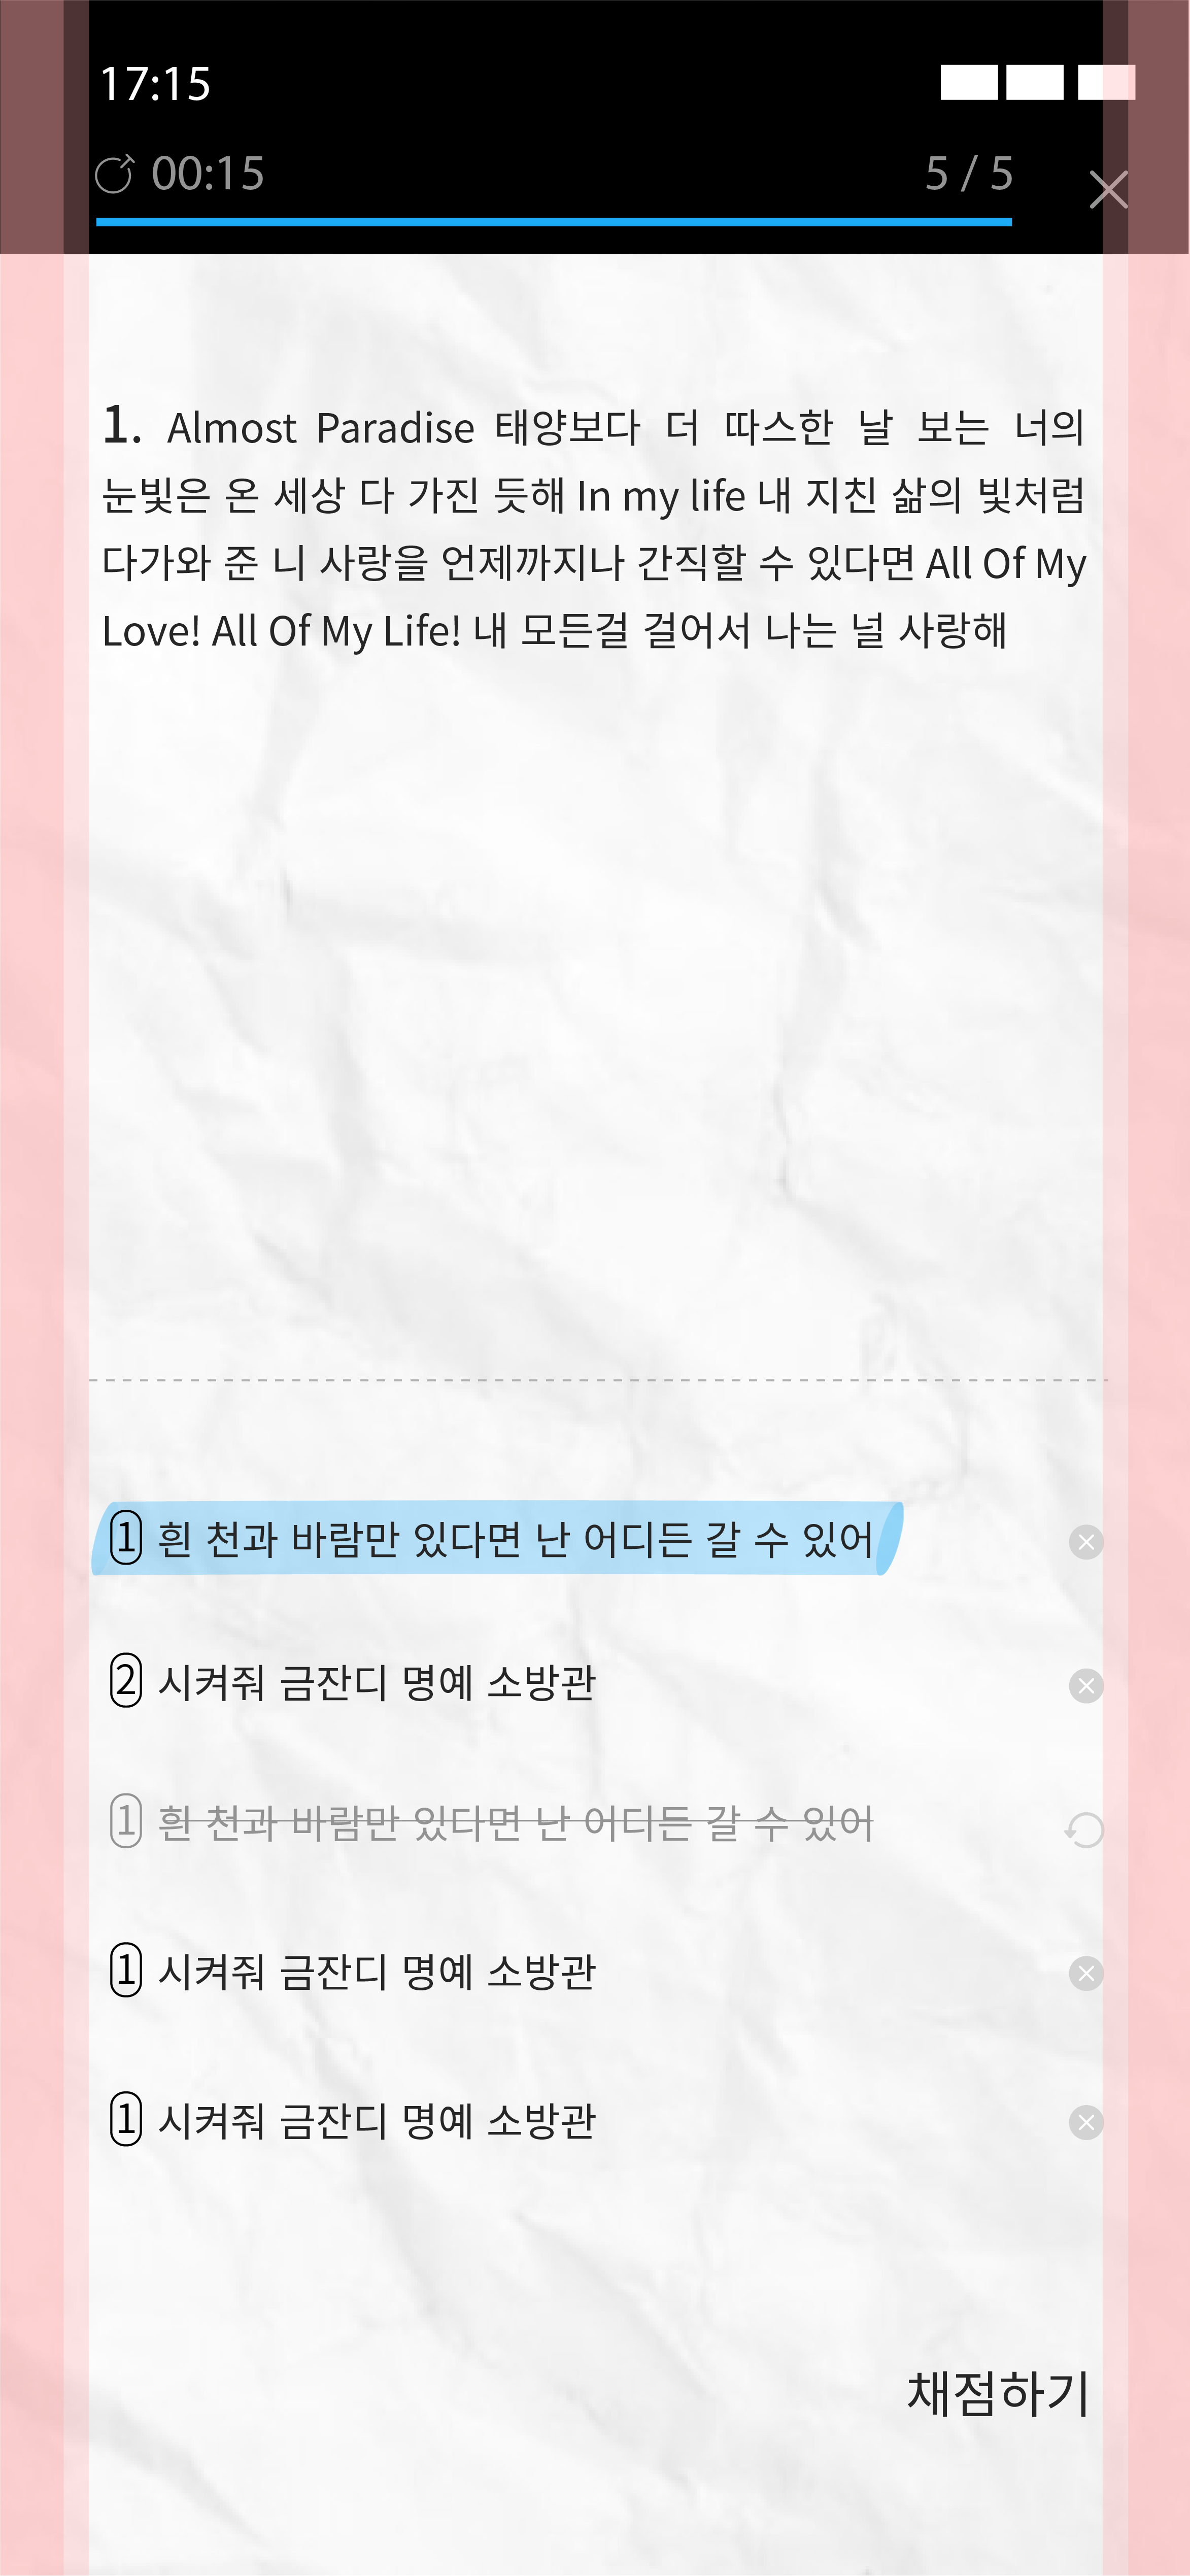 17:15
00:15
5 / 5
1. Almost Paradise 태양보다 더 따스한 날 보는 너의
눈빛은 온 세상 다 가진 듯해 In my life 내 지친 삶의 빛처럼
다가와 준 니 사랑을 언제까지나 간직할 수 있다면 All Of My
Love! All Of My Life! 내 모든걸 걸어서 나는 널 사랑해
1 흰 천과 바람만 있다면 난 어디든 갈 수 있어
2 시켜줘 금잔디 명예 소방관
1 흰 천과 바람만 있다면 난 어디든 갈 수 있어
1 시켜줘 금잔디 명예 소방관
1 시켜줘 금잔디 명예 소방관
채점하기